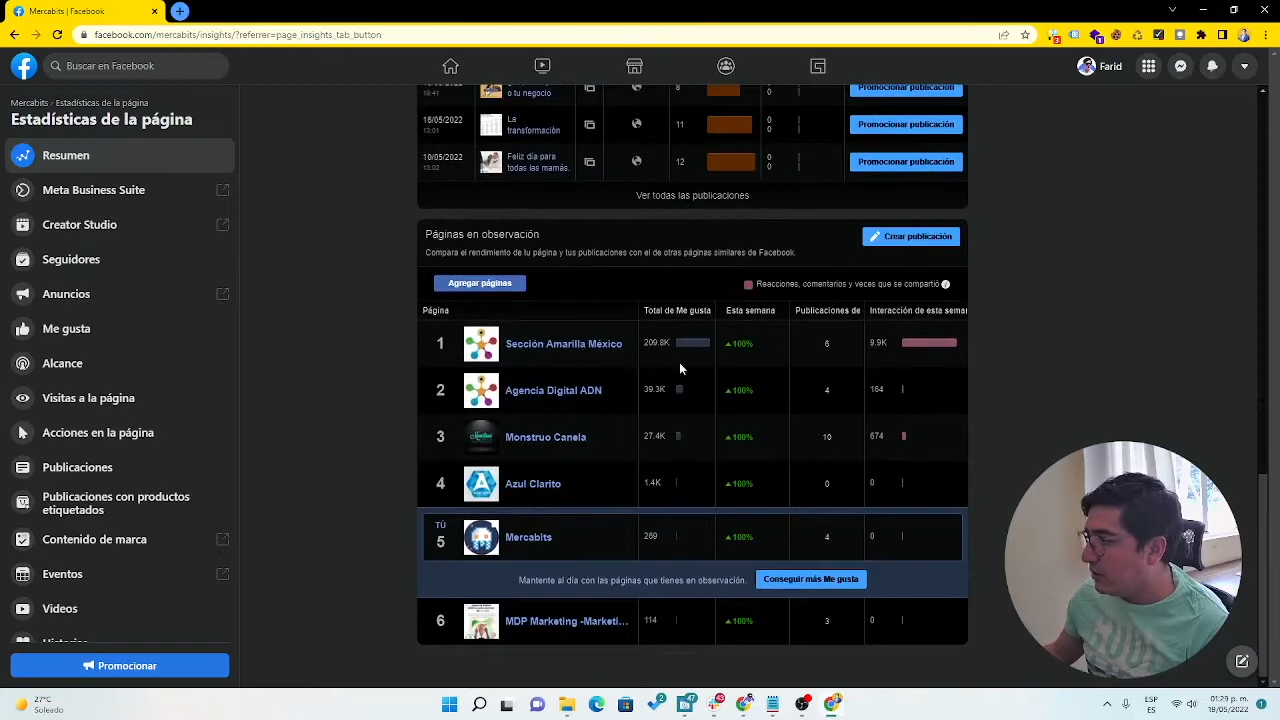 Mercabits | Facebook
facebook.com/mercabits/insights/?referrer=page_insights_tab_button
Buscar en Facebook
Farid
Mercabits › Estadísticas de la página
Estadísticas de la página
Resumen
Meta Business Suite
Creator Studio
Seguidores
Anuncios
Me gusta
Alcance
Visitas a la página
Acciones en la página
Publicaciones
Publicaciones con productos
etiquetados
Contenido de marca
Eventos
Videos
Promocionar
19:41
o tu negocio
8
0
Promocionar publicación
16/05/2022
13:01
La
transformación
11
0
0
Promocionar publicación
10/05/2022
13:02
Feliz día para
todas las mamás.
12
0
0
Promocionar publicación
Ver todas las publicaciones
Páginas en observación
Crear publicación
Compara el rendimiento de tu página y tus publicaciones con el de otras páginas similares de Facebook.
Agregar páginas
Reacciones, comentarios y veces que se compartió
Página Total de Me gusta Esta semana Publicaciones de Interacción de esta semar
1 Sección Amarilla México 209.8K 100% 6 9.9K
2 Agencia Digital ADN 39.3K 100% 4 164
3 Monstruo Canela 27.4K 100% 10 674
4 Azul Clarito 1.4K 100% 0 0
TÚ
5 Mercabits 269 100% 4 0
Mantente al día con las páginas que tienes en observación. Conseguir más Me gusta
6 MDP Marketing -Marketi... 114 100% 3 0
27°C
Soleado
2
47
43
ES
01:29 p. m.
19/05/2022